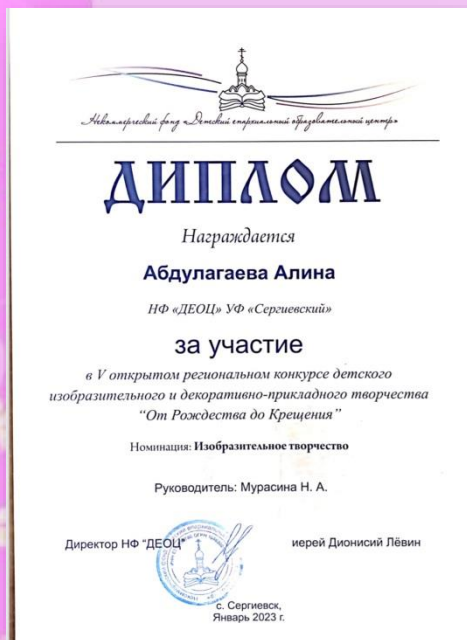 Некоммерческий фонд «Детский епархиальный образовательный центр»
ДИПЛОМ
Награждается
Абдулагаева Алина
НФ «ДЕОЦ» УФ «Сергиевский»
за участие
в V открытом региональном конкурсе детского
изобразительного и декоративно-прикладного творчества
“От Рождества до Крещения”
Номинация: Изобразительное творчество
Руководитель: Мурасина Н. А.
Директор НФ "ДЕОЦ" иерей Дионисий Лёвин
с. Сергиевск,
Январь 2023 г.